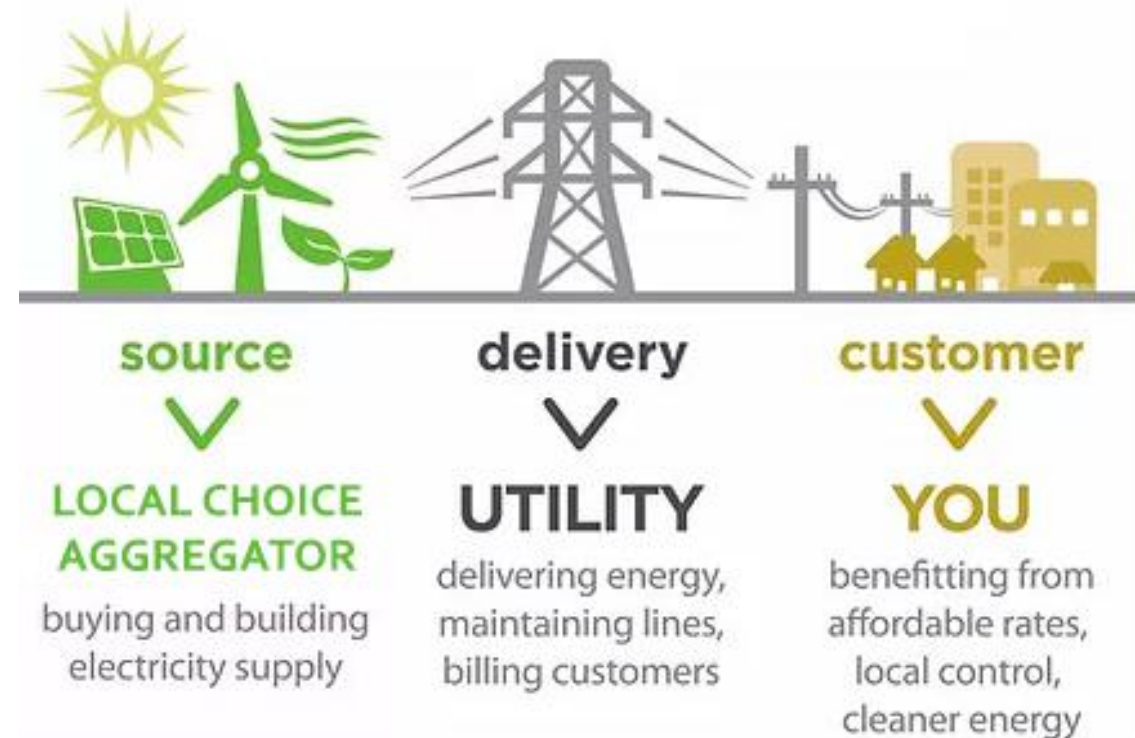 source
LOCAL CHOICE
AGGREGATOR
buying and building
electricity supply
delivery
UTILITY
delivering energy,
maintaining lines,
billing customers
customer
YOU
benefitting from
affordable rates,
local control,
cleaner energy